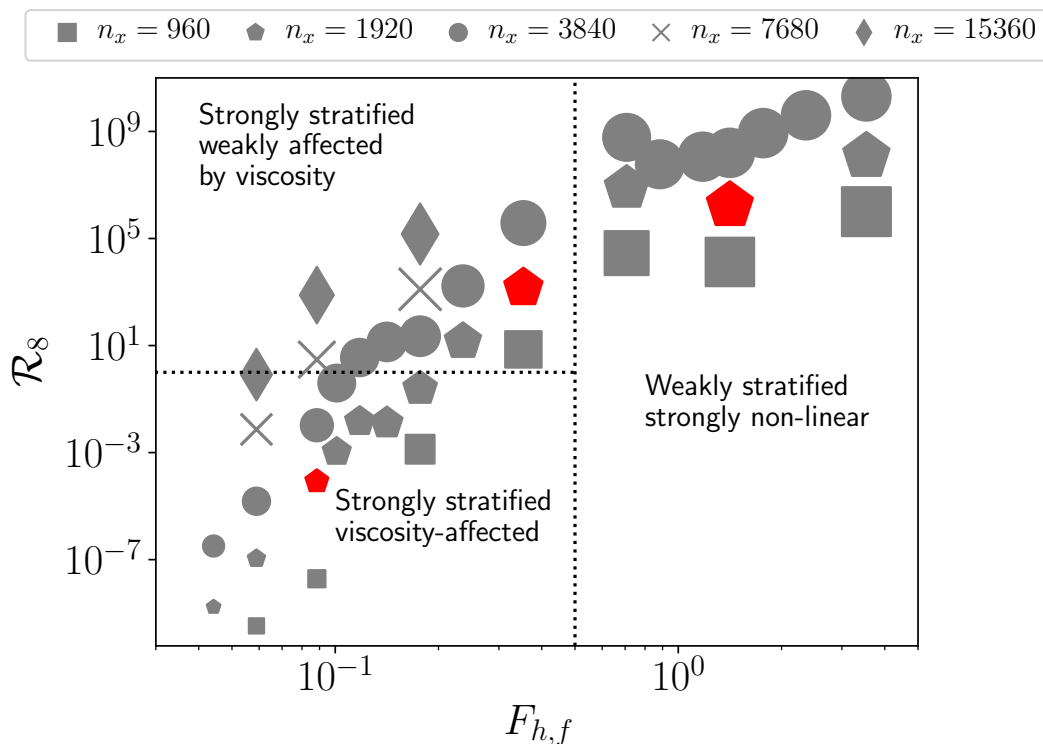 n_x = 960 n_x = 1920 n_x = 3840 n_x = 7680 n_x = 15360
Strongly stratified
weakly affected
by viscosity
Weakly stratified
strongly non-linear
Strongly stratified
viscosity-affected
10^9
10^5
10^1
10^{-3}
10^{-7}
ℛ_8
10^{-1} 10^0
F_{h,f}